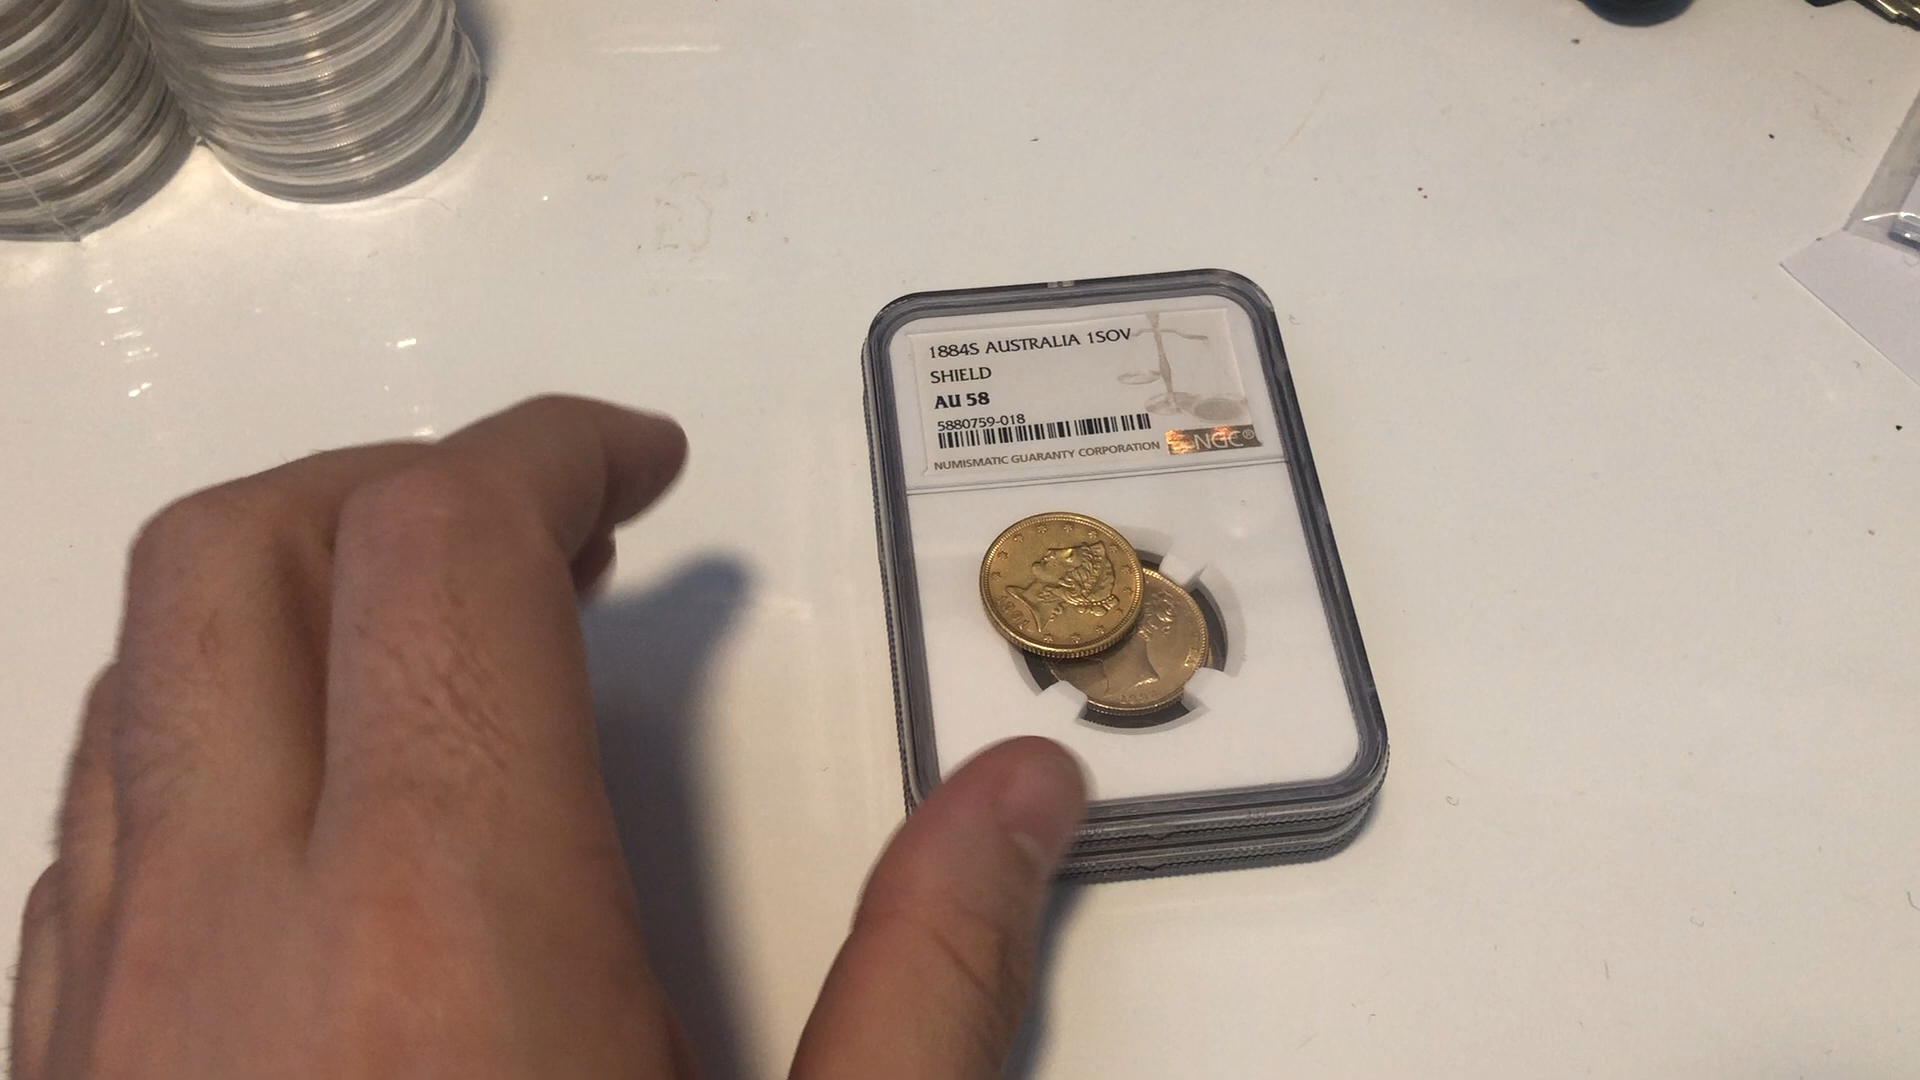 1884S AUSTRALIA 1SOV
SHIELD
AU 58
5880759-018
NUMISMATIC GUARANTY CORPORATION
NGC®